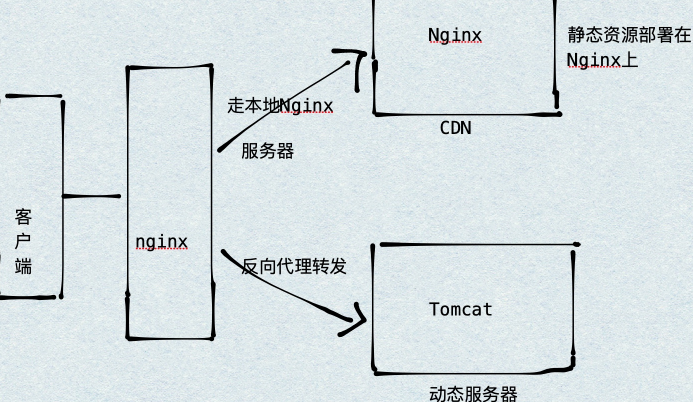 Nginx
静态资源部署在
Nginx上
走本地Nginx
CDN
服务器
客
户
端
nginx
反向代理转发
Tomcat
动态服务器